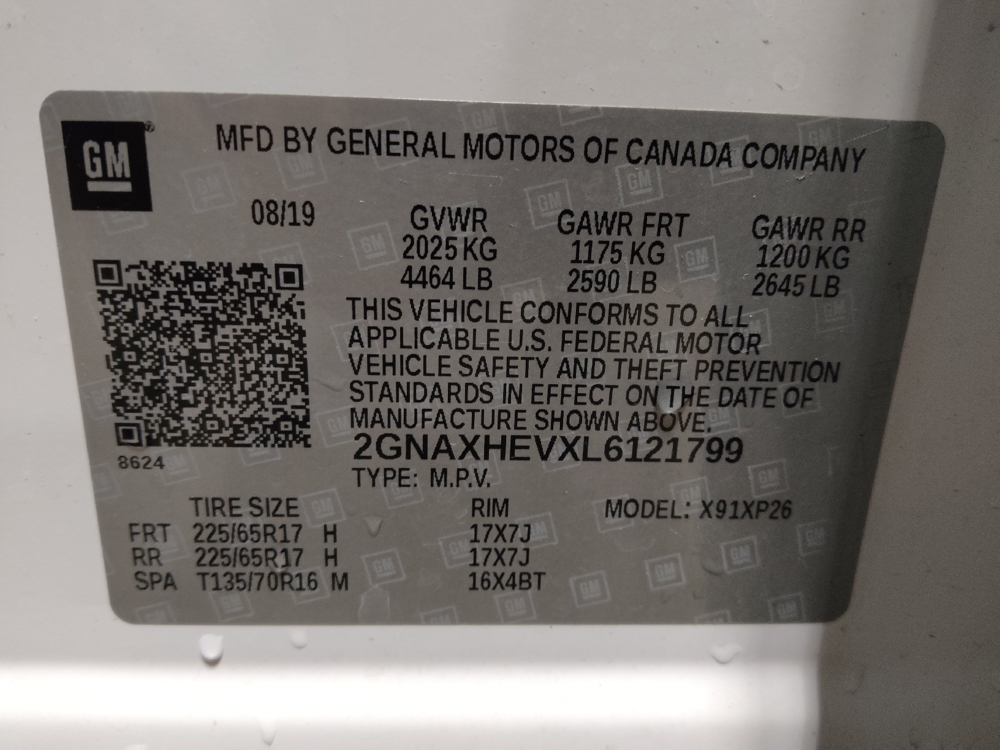 GM
MFD BY GENERAL MOTORS OF CANADA COMPANY
08/19 GVWR GAWR FRT GAWR RR
2025 KG 1175 KG 1200 KG
4464 LB 2590 LB 2645 LB
THIS VEHICLE CONFORMS TO ALL
APPLICABLE U.S. FEDERAL MOTOR
VEHICLE SAFETY AND THEFT PREVENTION
STANDARDS IN EFFECT ON THE DATE OF
MANUFACTURE SHOWN ABOVE.
2GNAXHEVXL6121799
8624
TYPE: M.P.V.
TIRE SIZE RIM MODEL: X91XP26
FRT 225/65R17 H 17X7J
RR 225/65R17 H 17X7J
SPA T135/70R16 M 16X4BT